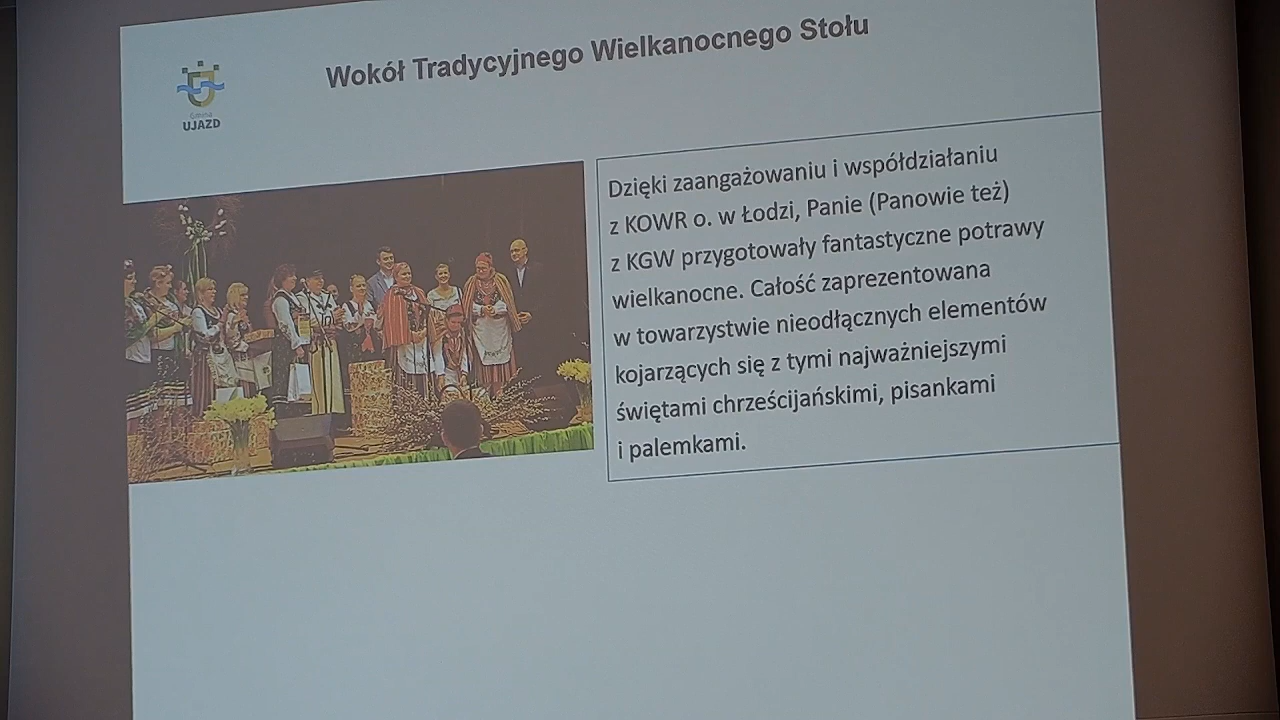 Wokół Tradycyjnego Wielkanocnego Stołu
Gmina
UJAZD
Dzięki zaangażowaniu i współdziałaniu
z KOWR o. w Łodzi, Panie (Panowie też)
z KGW przygotowały fantastyczne potrawy
wielkanocne. Całość zaprezentowana
w towarzystwie nieodłącznych elementów
kojarzących się z tymi najważniejszymi
świętami chrześcijańskimi, pisankami
i palemkami.